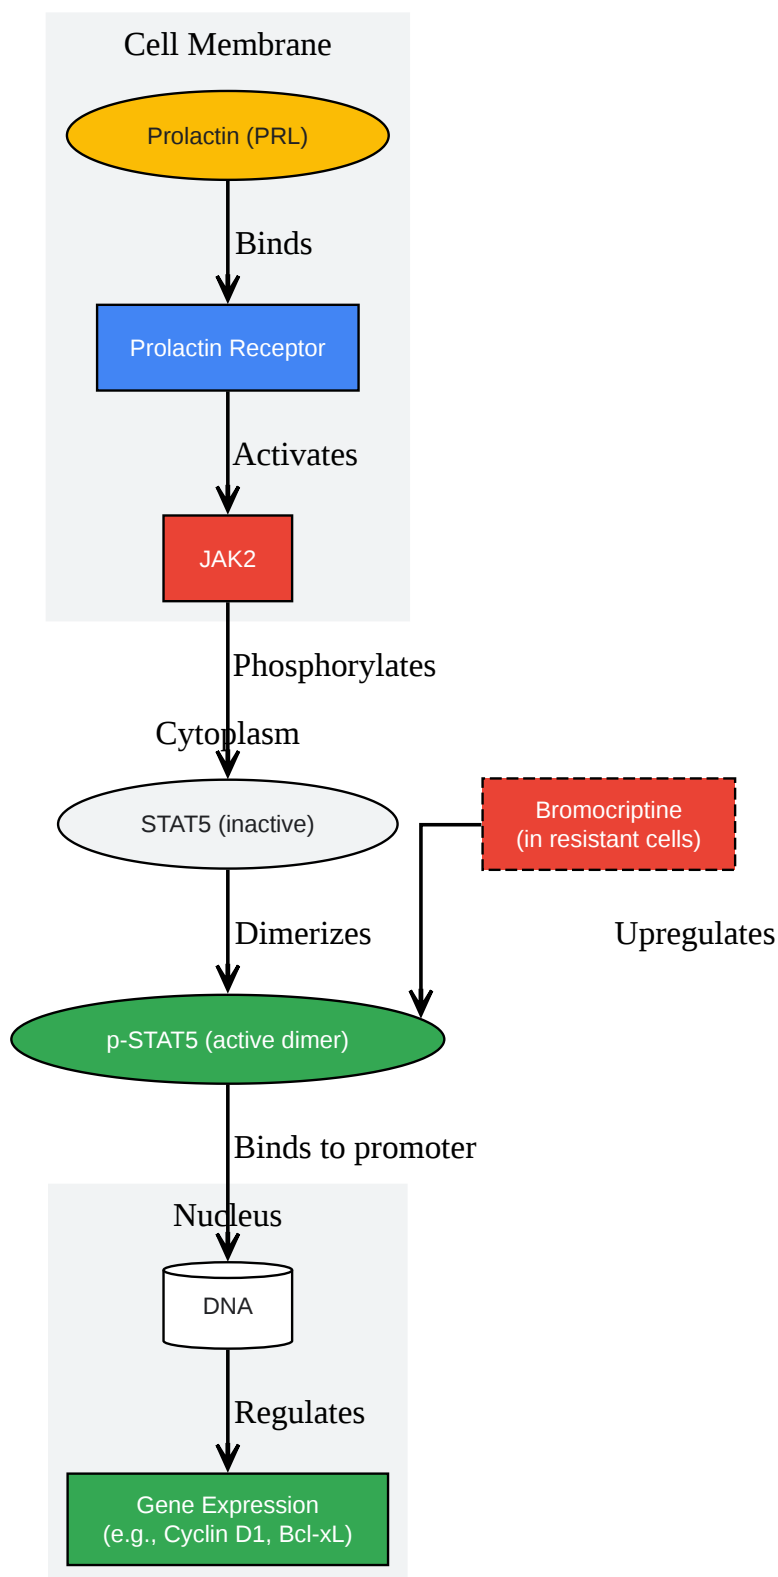 Cell Membrane
Prolactin (PRL)
Binds
Prolactin Receptor
Activates
JAK2
Phosphorylates
Cytoplasm
STAT5 (inactive)
Bromocriptine
(in resistant cells)
Dimerizes
Upregulates
p-STAT5 (active dimer)
Binds to promoter
Nucleus
DNA
Regulates
Gene Expression
(e.g., Cyclin D1, Bcl-xL)